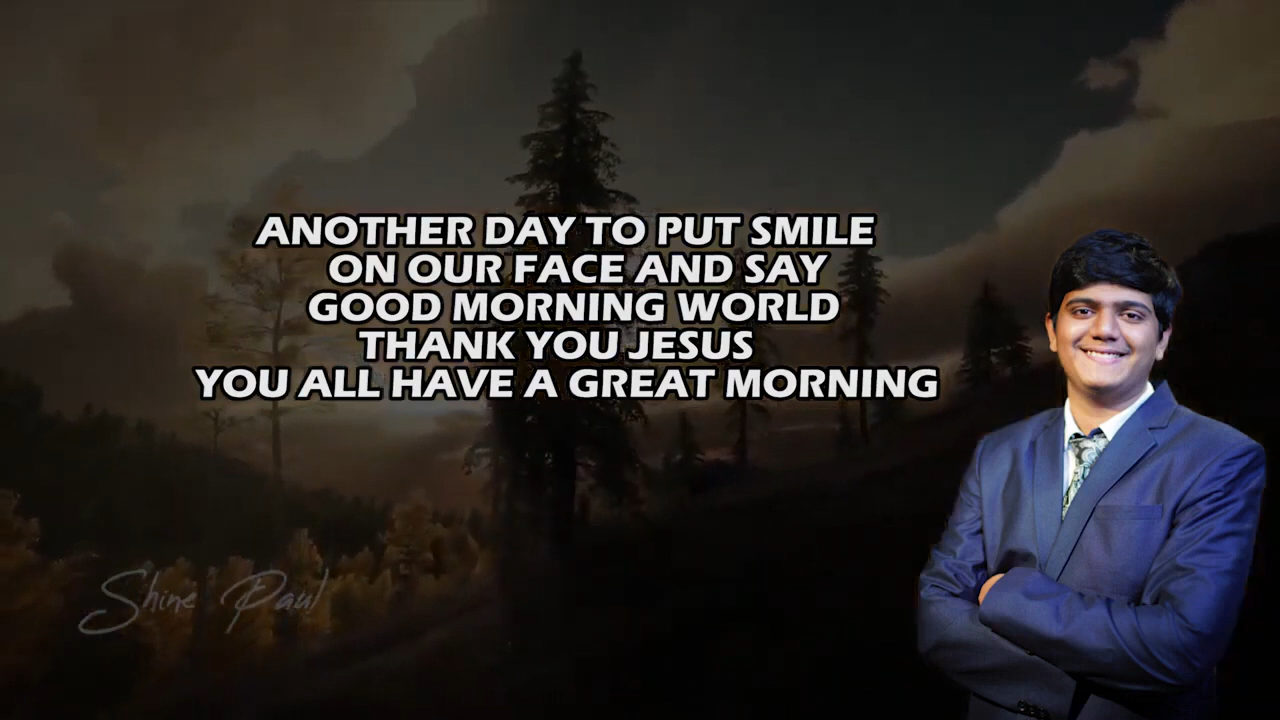 ANOTHER DAY TO PUT SMILE
ON OUR FACE AND SAY
GOOD MORNING WORLD
THANK YOU JESUS
YOU ALL HAVE A GREAT MORNING
Shine Paul